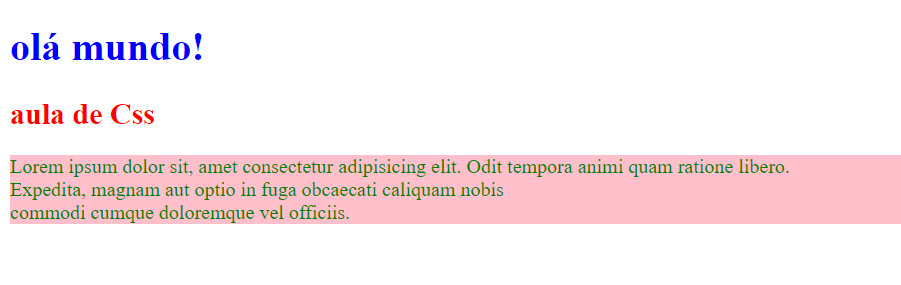 olá mundo!
aula de Css
Lorem ipsum dolor sit, amet consectetur adipisicing elit. Odit tempora animi quam ratione libero.
Expedita, magnam aut optio in fuga obcaecati caliquam nobis
commodi cumque doloremque vel officiis.